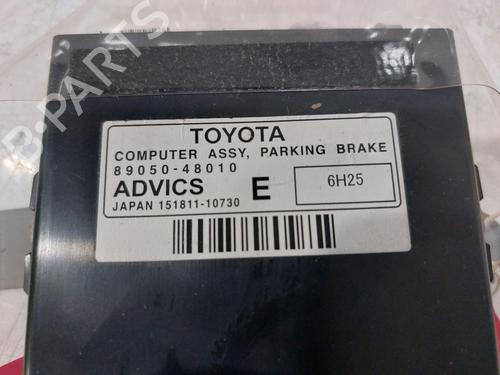 TOYOTA
COMPUTER ASSY, PARKING BRAKE
89050-48010
ADVICS E 6H25
JAPAN 151811-10730
B-PARTS